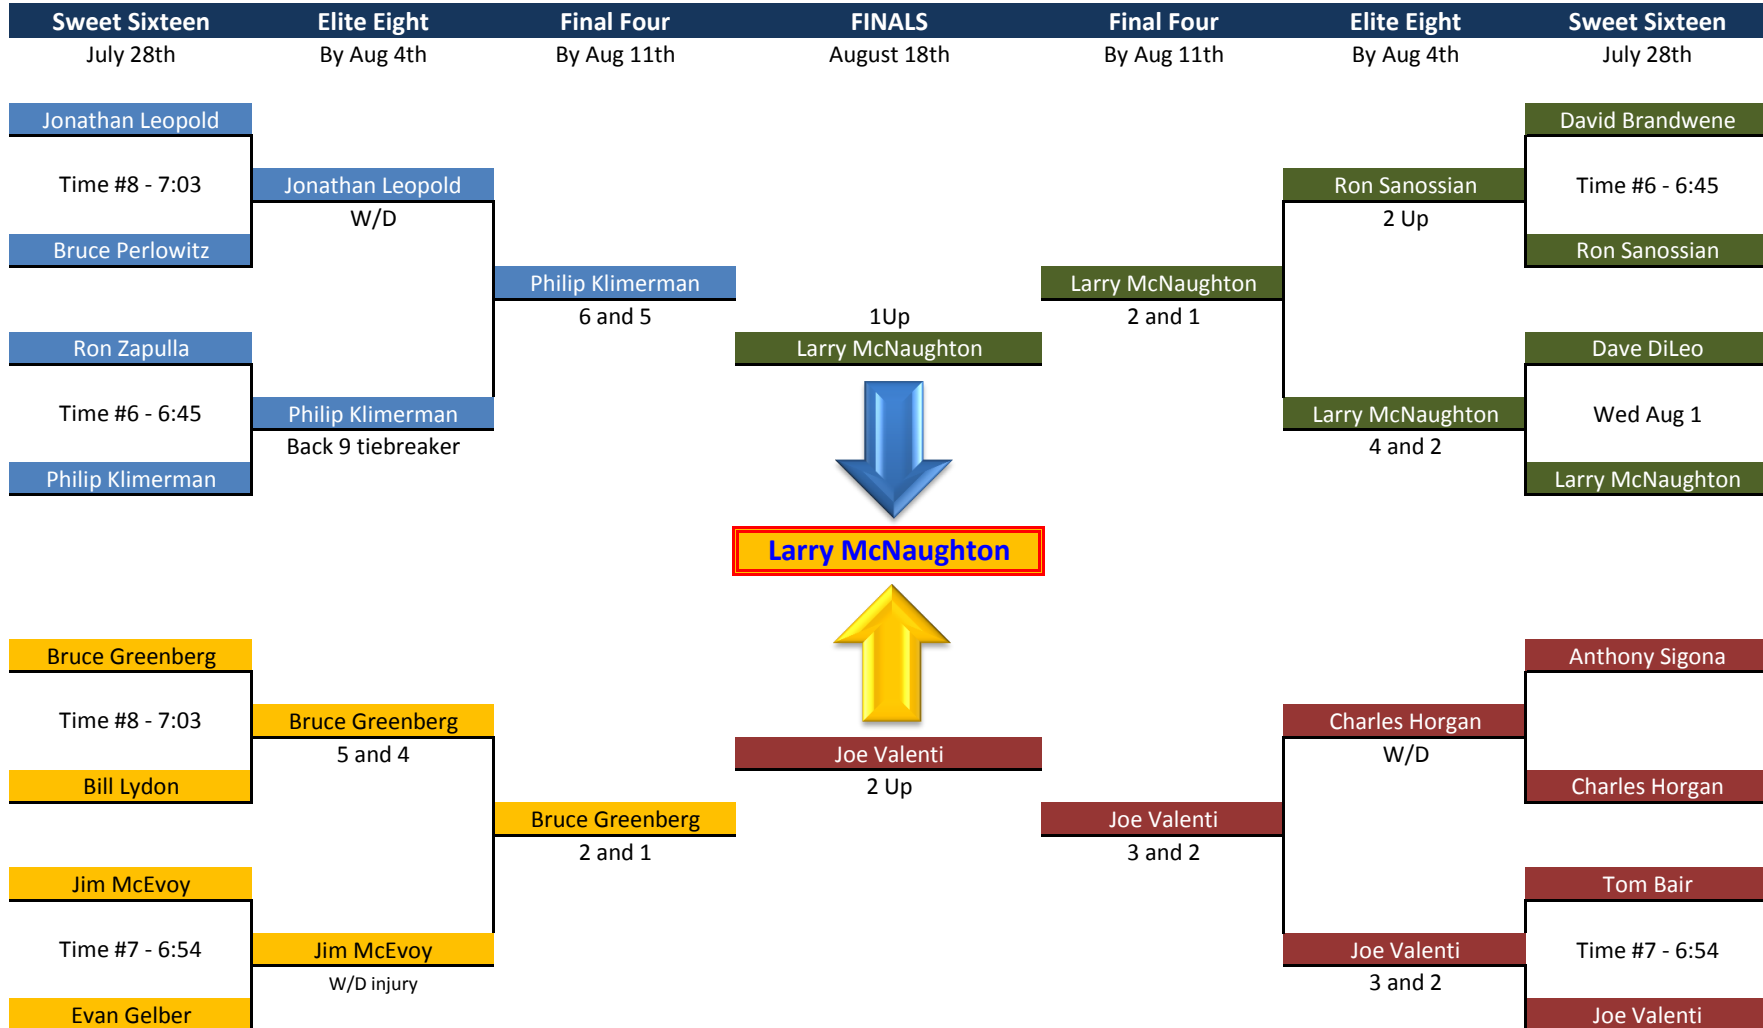 Sweet Sixteen Elite Eight Final Four FINALS Final Four Elite Eight Sweet Sixteen
July 28th By Aug 4th By Aug 11th August 18th By Aug 11th By Aug 4th July 28th
Jonathan Leopold David Brandwene
Time #8 - 7:03 Jonathan Leopold Ron Sanossian Time #6 - 6:45
W/D 2 Up
Bruce Perlowitz Ron Sanossian
Philip Klimerman Larry McNaughton
6 and 5 1Up 2 and 1
Ron Zapulla Larry McNaughton Dave DiLeo
Time #6 - 6:45 Philip Klimerman Larry McNaughton Wed Aug 1
Back 9 tiebreaker 4 and 2
Philip Klimerman Larry McNaughton
Larry McNaughton
Bruce Greenberg Anthony Sigona
Time #8 - 7:03 Bruce Greenberg Charles Horgan
5 and 4 Joe Valenti W/D
Bill Lydon 2 Up Charles Horgan
Bruce Greenberg Joe Valenti
2 and 1 3 and 2
Jim McEvoy Tom Bair
Time #7 - 6:54 Jim McEvoy Joe Valenti Time #7 - 6:54
W/D injury 3 and 2
Evan Gelber Joe Valenti